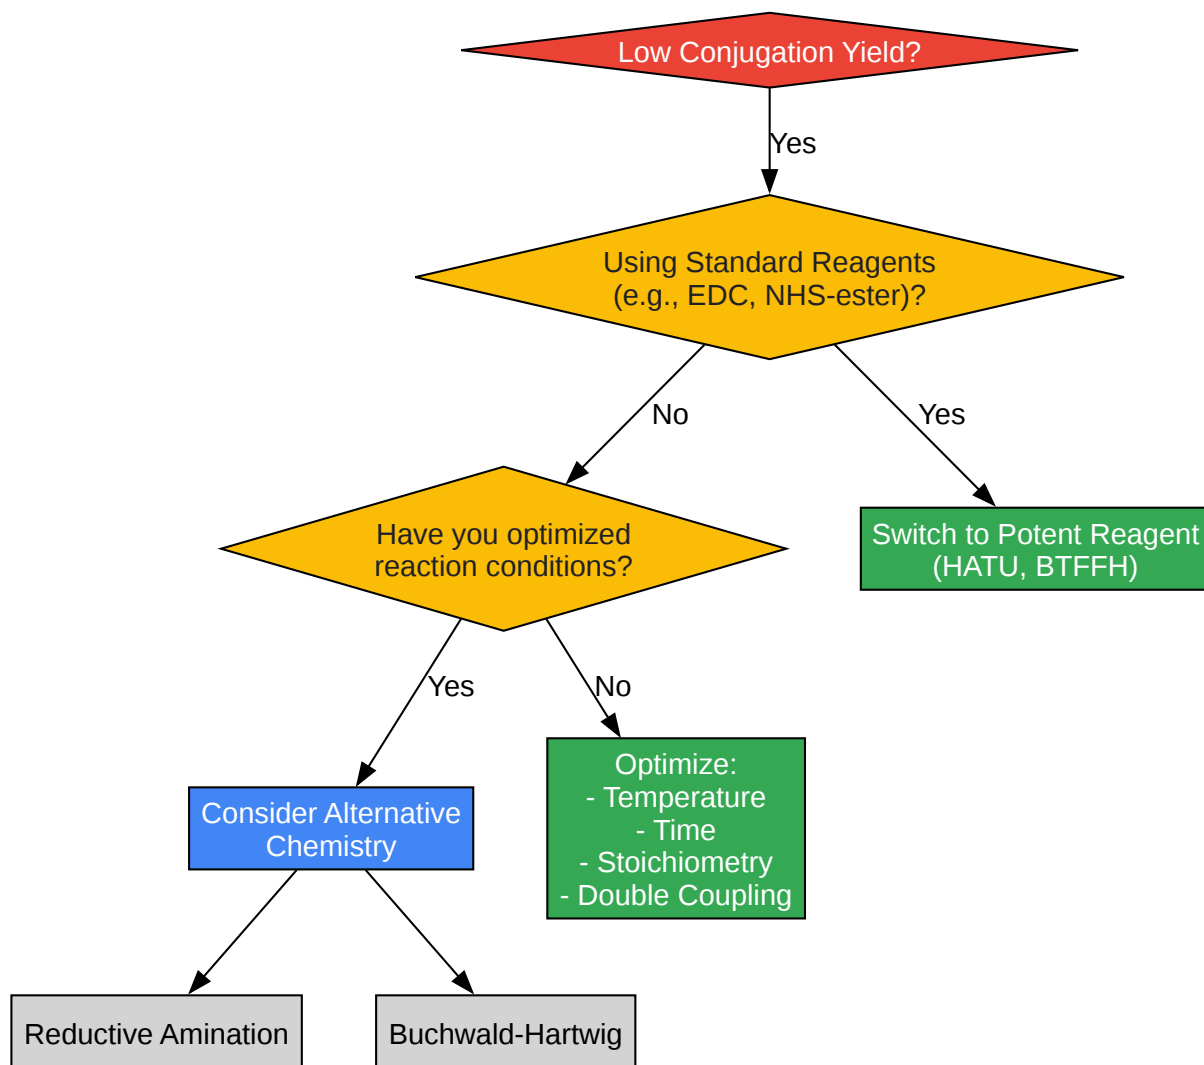 Low Conjugation Yield?
Yes
Using Standard Reagents
(e.g., EDC, NHS-ester)?
No
Yes
Have you optimized
reaction conditions?
Switch to Potent Reagent
(HATU, BTFFH)
Yes
No
Consider Alternative
Chemistry
Optimize:
- Temperature
- Time
- Stoichiometry
- Double Coupling
Reductive Amination
Buchwald-Hartwig